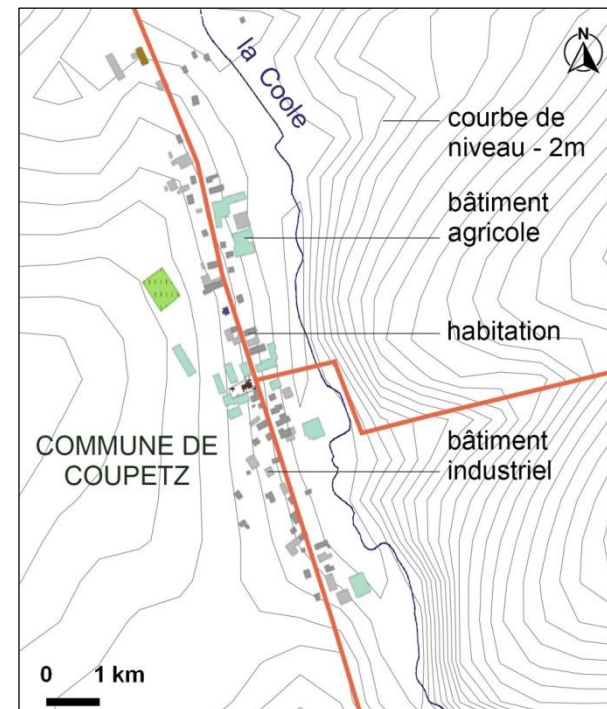 N
la Coole
courbe de
niveau - 2m
bâtiment
agricole
habitation
bâtiment
industriel
COMMUNE DE
COUPETZ
0 1 km